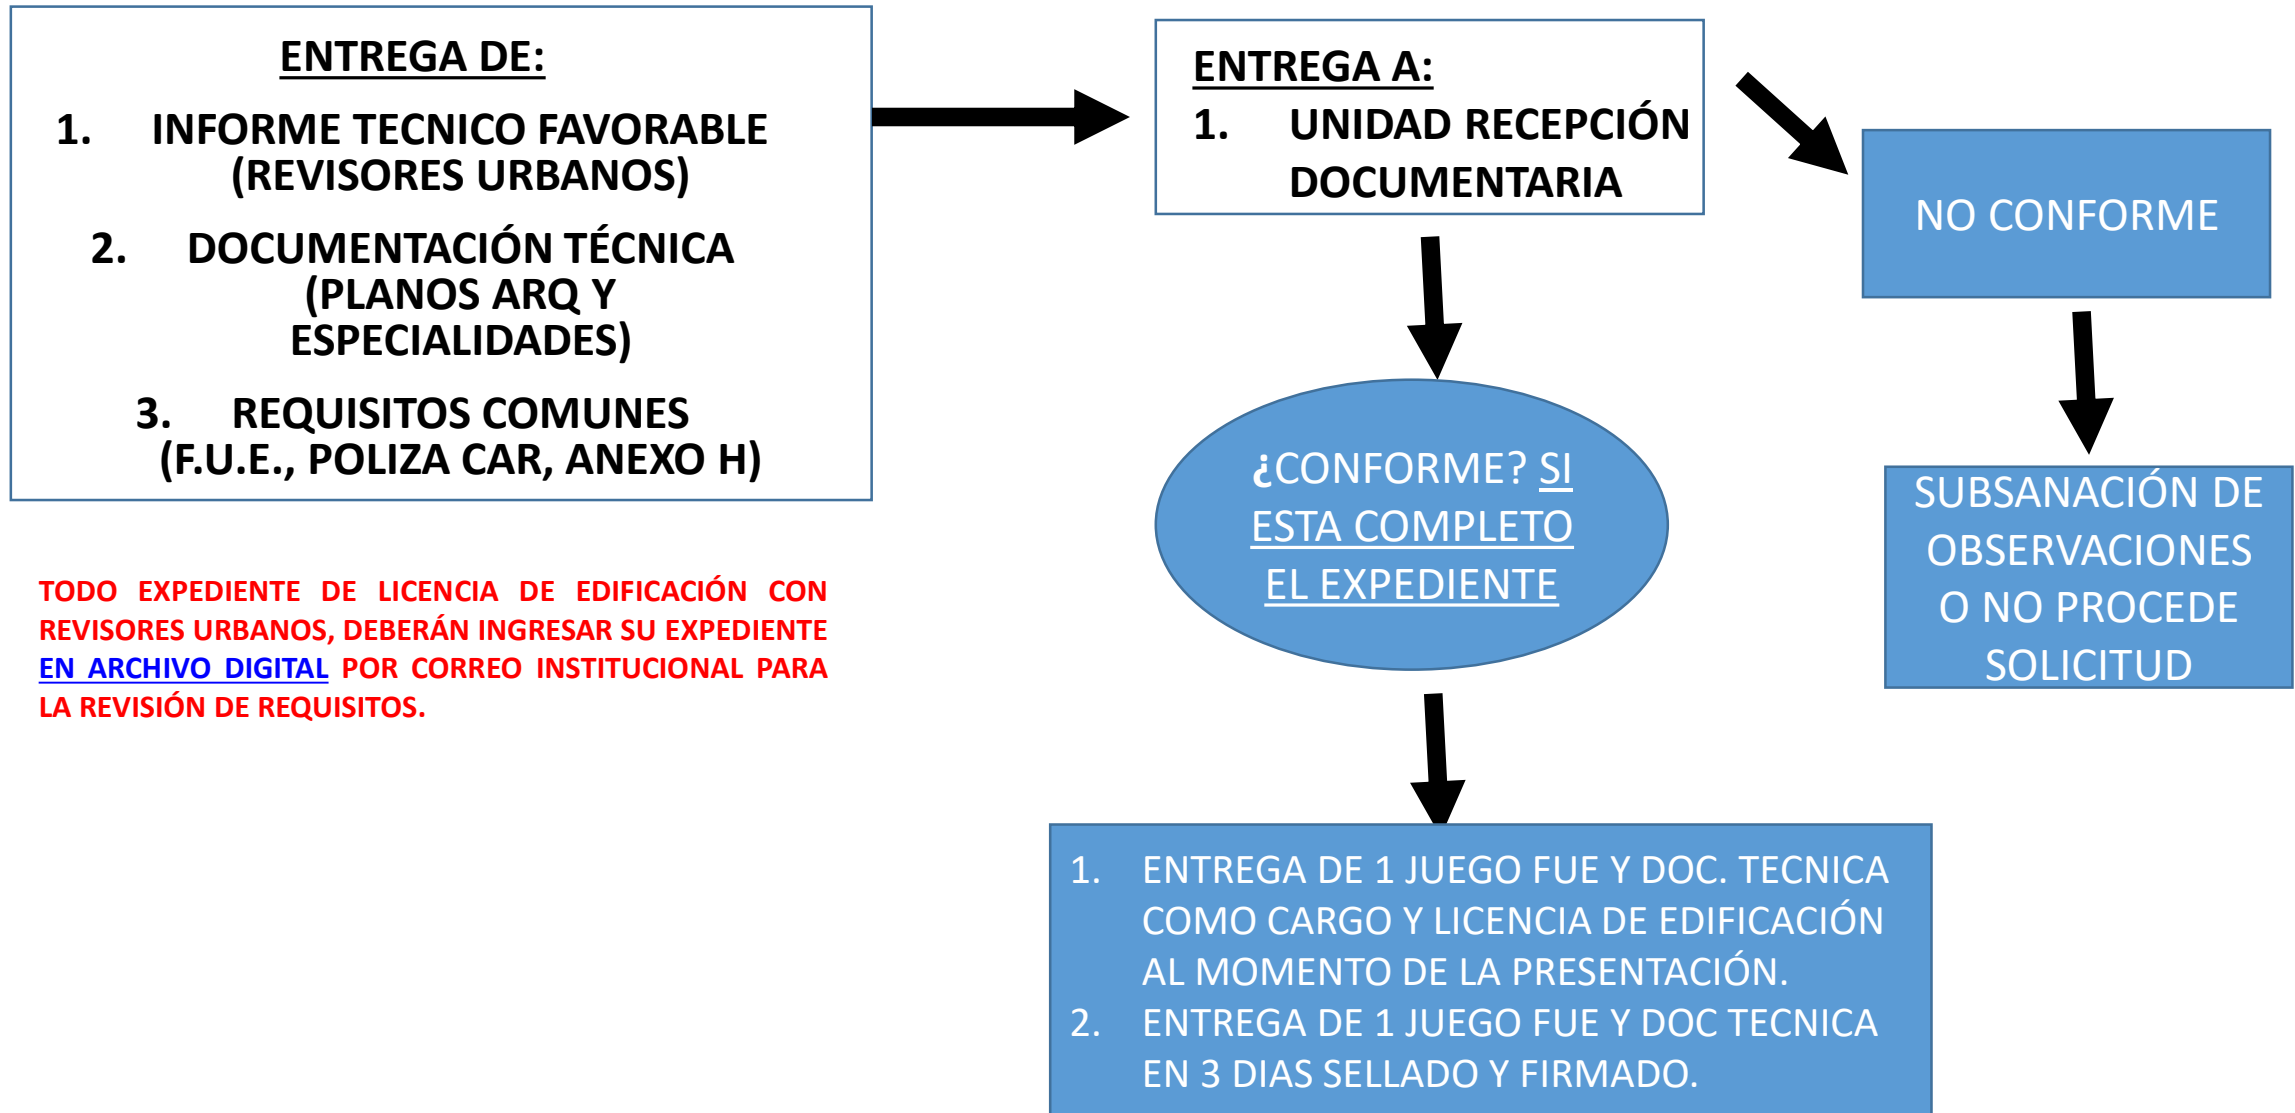 ENTREGA DE:
1. INFORME TECNICO FAVORABLE
(REVISORES URBANOS)
2. DOCUMENTACIÓN TÉCNICA
(PLANOS ARQ Y
ESPECIALIDADES)
3. REQUISITOS COMUNES
(F.U.E., POLIZA CAR, ANEXO H)
TODO EXPEDIENTE DE LICENCIA DE EDIFICACIÓN CON
REVISORES URBANOS, DEBERÁN INGRESAR SU EXPEDIENTE
EN ARCHIVO DIGITAL POR CORREO INSTITUCIONAL PARA
LA REVISIÓN DE REQUISITOS.
ENTREGA A:
1. UNIDAD RECEPCIÓN
DOCUMENTARIA
NO CONFORME
SUBSANACIÓN DE
OBSERVACIONES
O NO PROCEDE
SOLICITUD
¿CONFORME? SI
ESTA COMPLETO
EL EXPEDIENTE
1. ENTREGA DE 1 JUEGO FUE Y DOC. TECNICA
COMO CARGO Y LICENCIA DE EDIFICACIÓN
AL MOMENTO DE LA PRESENTACIÓN.
2. ENTREGA DE 1 JUEGO FUE Y DOC TECNICA
EN 3 DIAS SELLADO Y FIRMADO.